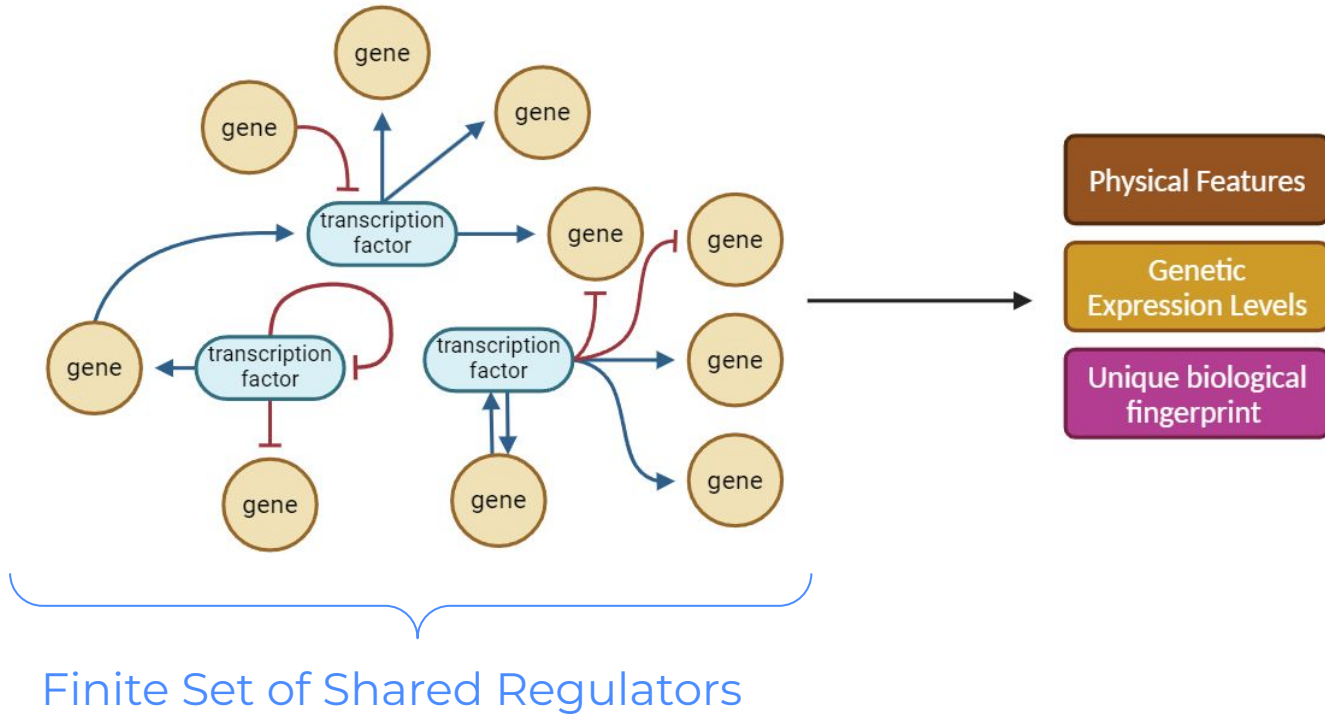 gene
gene
gene
transcription
factor
gene
gene
gene
transcription
factor
transcription
factor
gene
gene
gene
gene
Physical Features
Genetic
Expression Levels
Unique biological
fingerprint
Finite Set of Shared Regulators